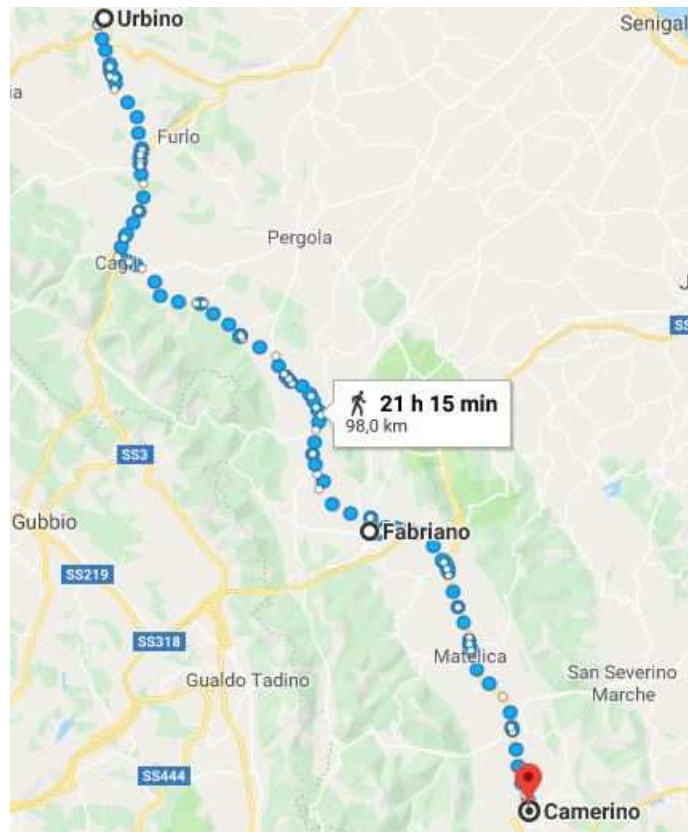 Urbino
Senigal
ia
Furlo
Pergola
Cagli
J
SS
21 h 15 min
98,0 km
SS3
Gubbio
Fabriano
SS219
SS318
Matelica
Gualdo Tadino
San Severino
Marche
SS444
Camerino